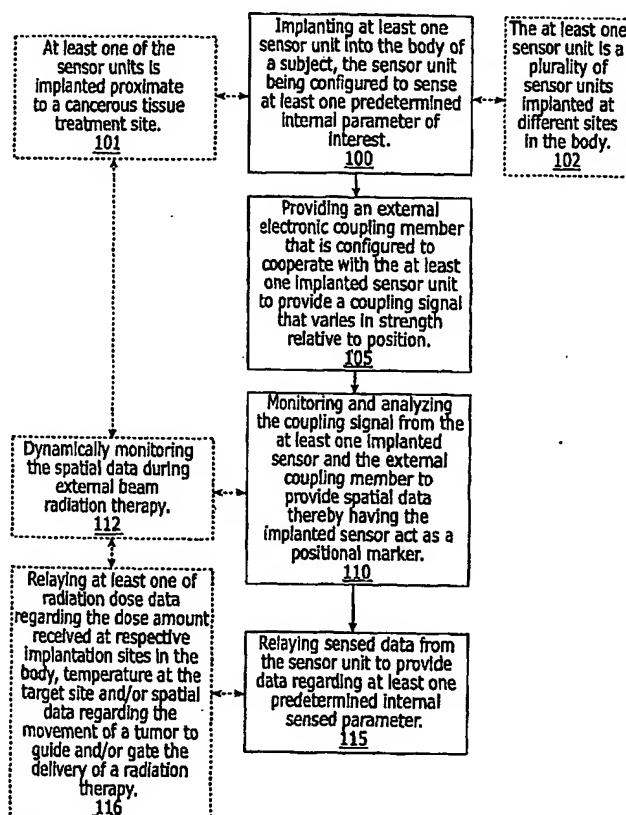 At least one of the
sensor units is
implanted proximate
to a cancerous tissue
treatment site.
101
Implanting at least one
sensor unit into the body of
a subject, the sensor unit
being configured to sense
at least one predetermined
internal parameter of
interest.
100
The at least
one sensor
unit is a
plurality of
sensor units
implanted at
different sites
in the body.
102
Providing an external
electronic coupling member
that is configured to
cooperate with the at least
one implanted sensor unit
to provide a coupling signal
that varies in strength
relative to position.
105
Monitoring and analyzing
the coupling signal from the
at least one implanted
sensor and the external
coupling member to
provide spatial data
thereby having the
implanted sensor act as a
positional marker.
110
Dynamically monitoring
the spatial data during
external beam
radiation therapy.
112
Relaying at least one of
radiation dose data
regarding the dose amount
received at respective
implantation sites in the
body, temperature at the
target site and/or spatial
data regarding the
movement of a tumor to
guide and/or gate the
delivery of a radiation
therapy.
116
Relaying sensed data from
the sensor unit to provide
data regarding at least one
predetermined internal
sensed parameter.
115